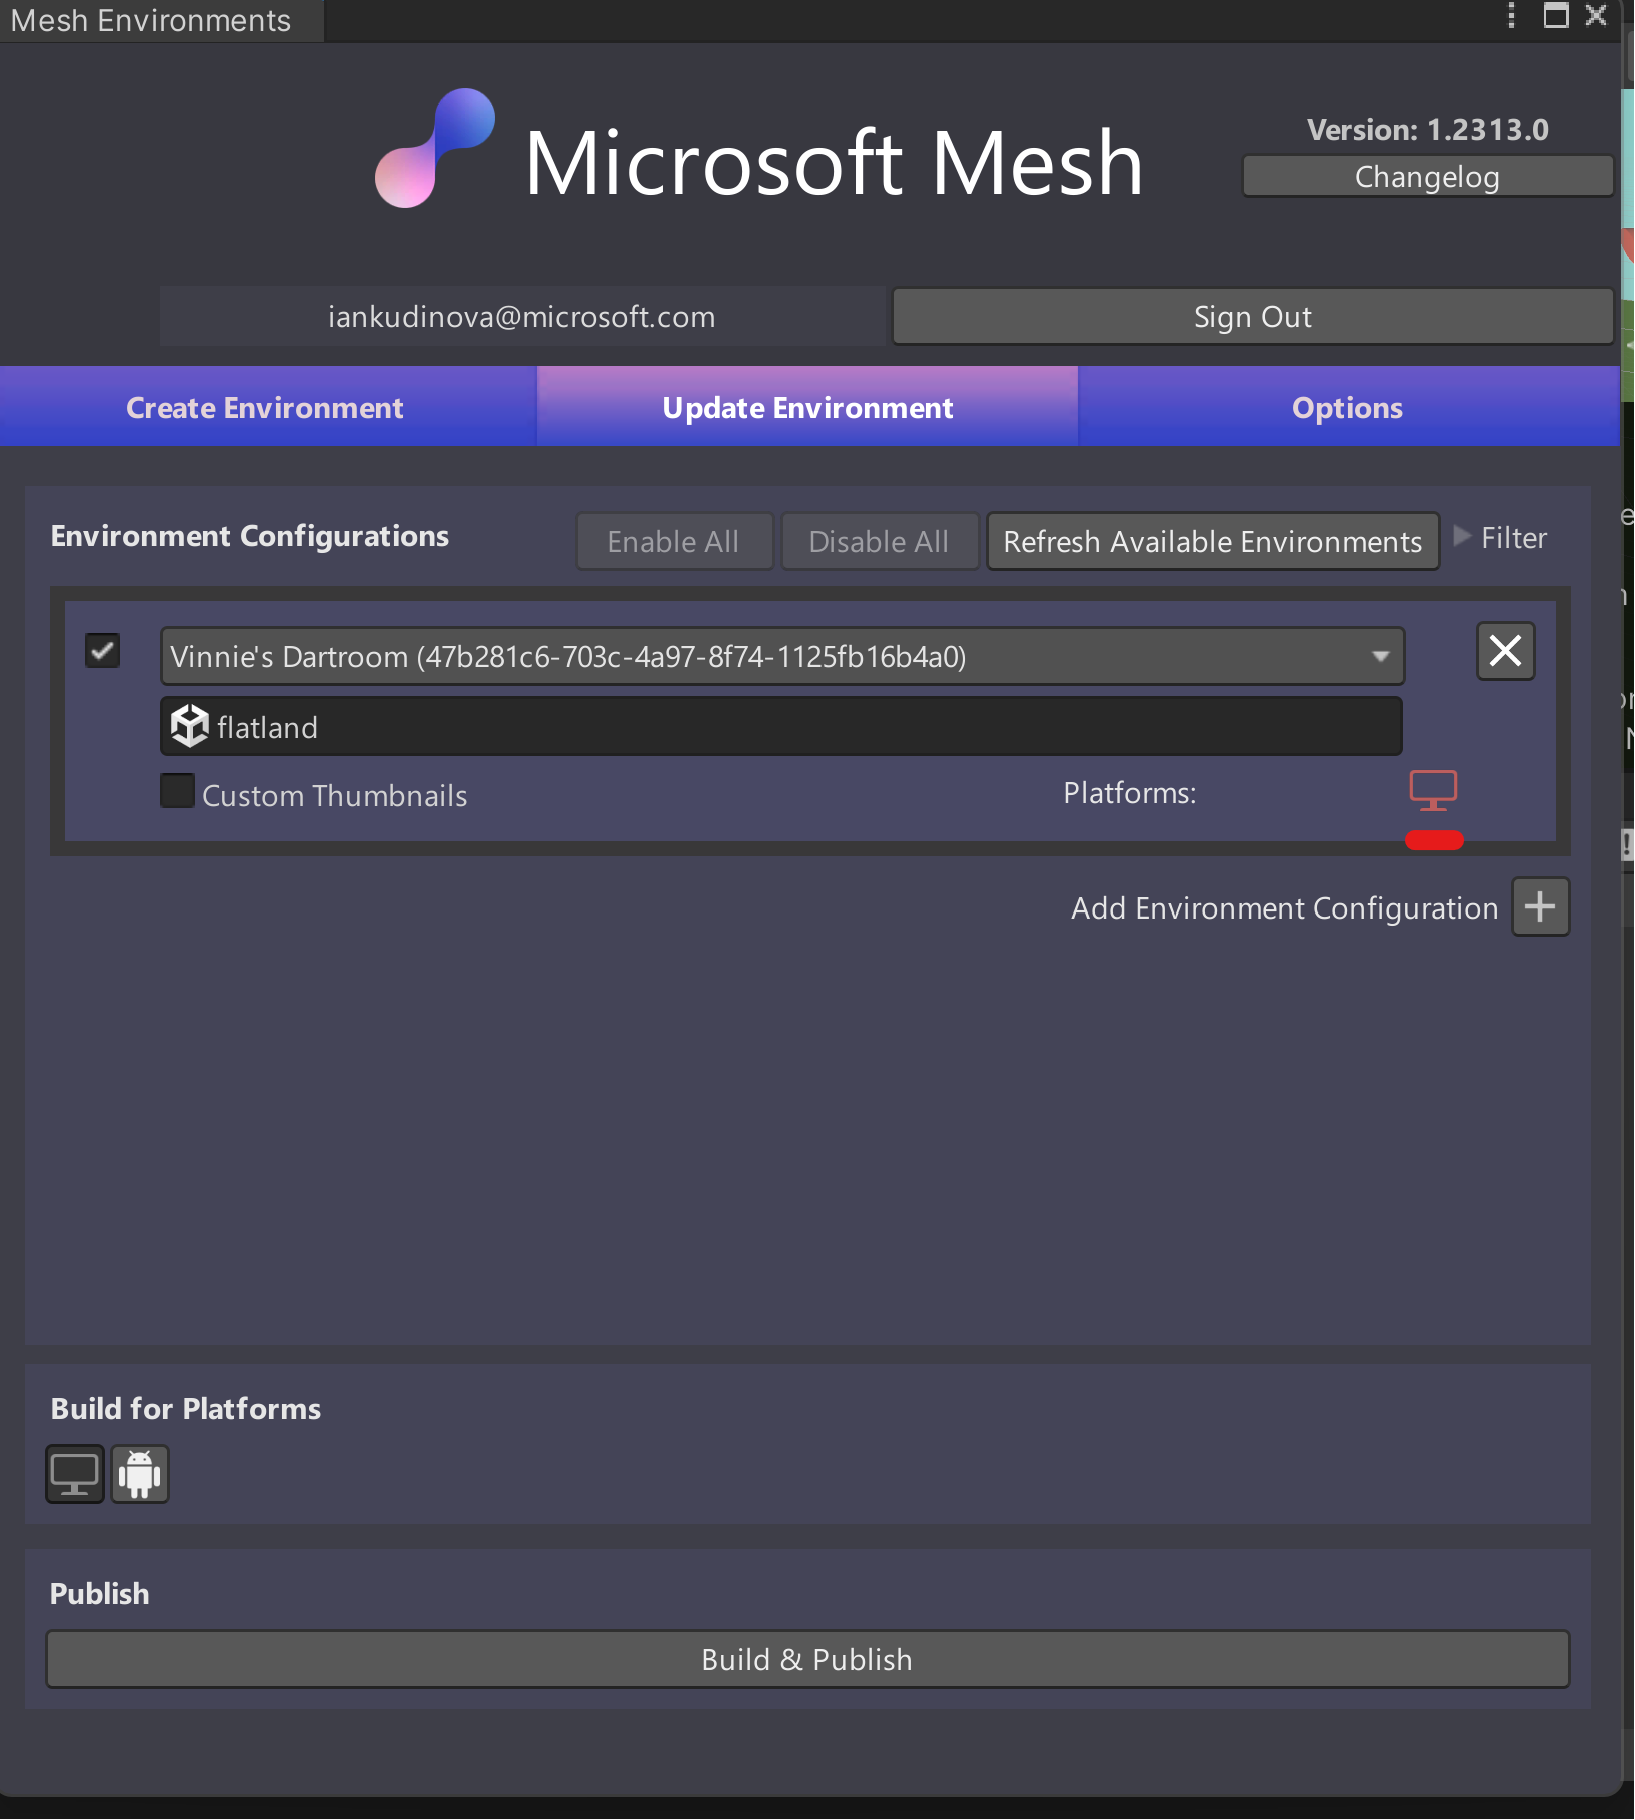 Mesh Environments
Microsoft Mesh
Version: 1.2313.0
Changelog
iankudinova@microsoft.com
Sign Out
Create Environment
Update Environment
Options
Environment Configurations
Enable All
Disable All
Refresh Available Environments
Filter
Vinnie's Dartroom (47b281c6-703c-4a97-8f74-1125fb16b4a0)
flatland
Custom Thumbnails
Platforms:
Add Environment Configuration
Build for Platforms
Publish
Build & Publish